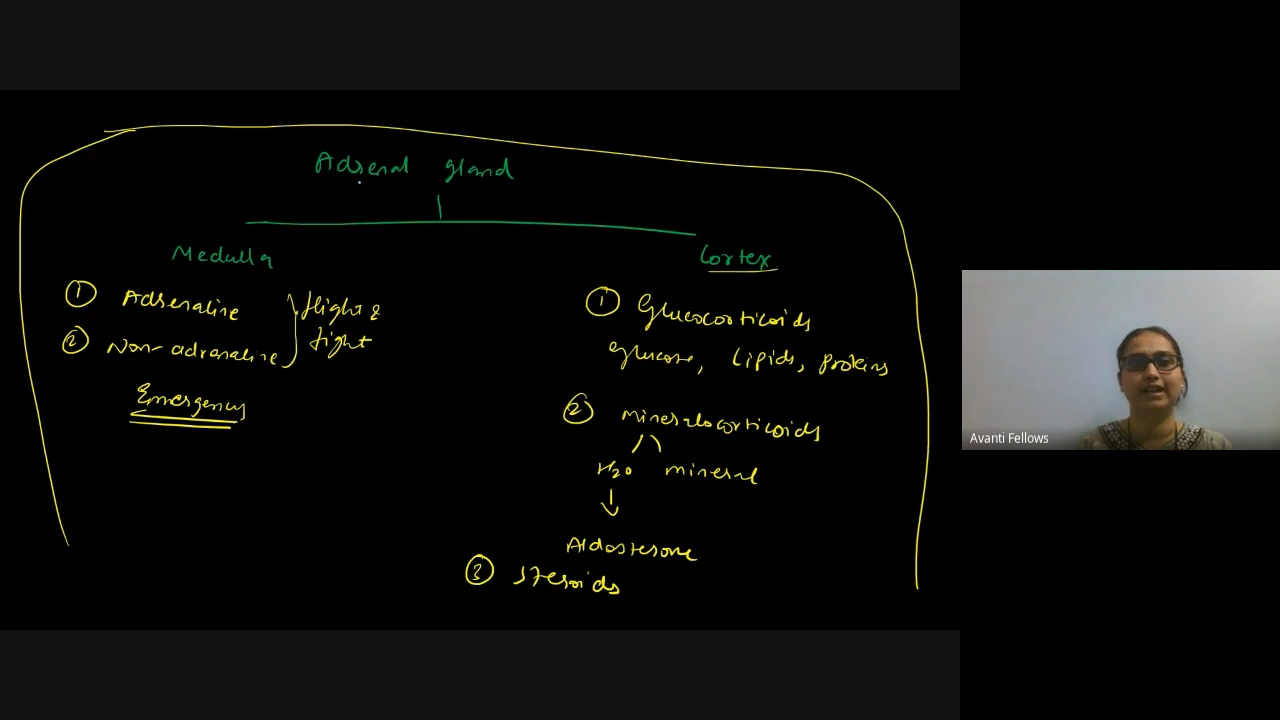 Adrenal gland
Medulla
① Adrenaline
② Non-adrenaline
flight &
fight
Emergency
Cortex
① Glucocorticoids
glucose, Lipids, proteins
② Mineralocorticoids
H₂O mineral
↓
Aldosterone
③ Steroids
Avanti Fellows